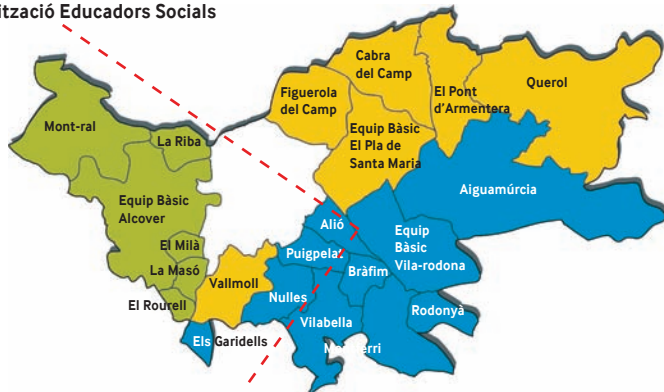 Educadors Socials
Cabra
del Camp
Figuerola
del Camp
El Pont
d'Armentera
Querol
Mont-ral
La Riba
Equip Bàsic
El Pla de
Santa Maria
Aiguamúrcia
Equip Bàsic
Alcover
Alió
Equip
Bàsic
Vila-rodona
El Milà
Puigpelat
La Masó
Bràfim
Vallmoll
Nulles
El Rourell
Rodonyà
Vilabella
Els Garidells